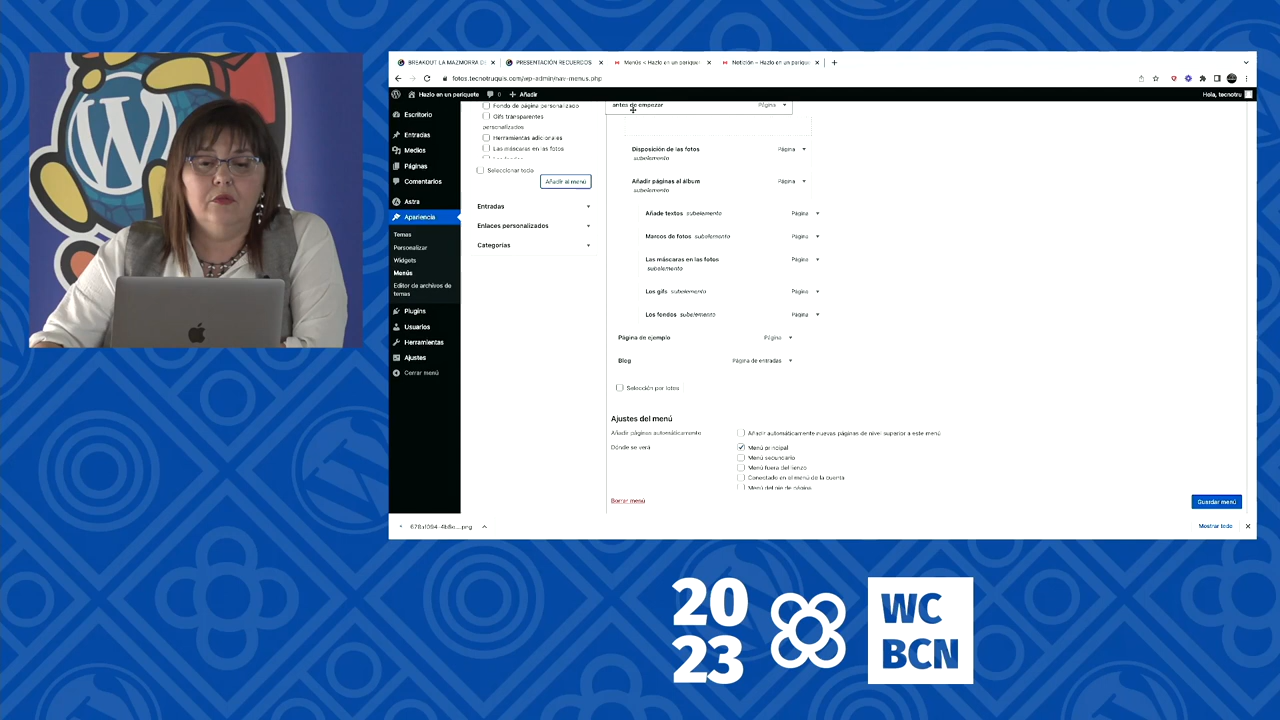 BREAKOUT LA MAZMORRA D
PRESENTACIÓN RECUERDOS
Menús < Hazlo en un periquet
Notición – Hazlo en un perique
fotos.tecnotruquis.com/wp-admin/nav-menus.php
Hazlo en un periquete
0
Añadir
Hola, tecnotru
Escritorio
Entradas
Medios
Páginas
Comentarios
Astra
Apariencia
Temas
Personalizar
Widgets
Menús
Editor de archivos de
temas
Plugins
Usuarios
Herramientas
Ajustes
Cerrar menú
Fondo de página personalizado
Gifs transparentes
personalizados
Herramientas adicionales
Las máscaras en las fotos
Seleccionar todo
Añadir al menú
Entradas
Enlaces personalizados
Categorías
antes de empezar Página
Disposición de las fotos Página
subelemento
Añadir páginas al álbum Página
subelemento
Añade textos subelemento Página
Marcos de fotos subelemento Página
Las máscaras en las fotos Página
subelemento
Los gifs subelemento Página
Los fondos subelemento Página
Página de ejemplo Página
Blog Página de entradas
Selección por lotes
Ajustes del menú
Añadir páginas automáticamente
Añadir automáticamente nuevas páginas de nivel superior a este menú
Dónde se verá
Menú principal
Menú secundario
Menú fuera del lienzo
Conectado en el menú de la cuenta
Menú del pie de página
Borrar menú
Guardar menú
Mostrar todo
20
23
WC
BCN